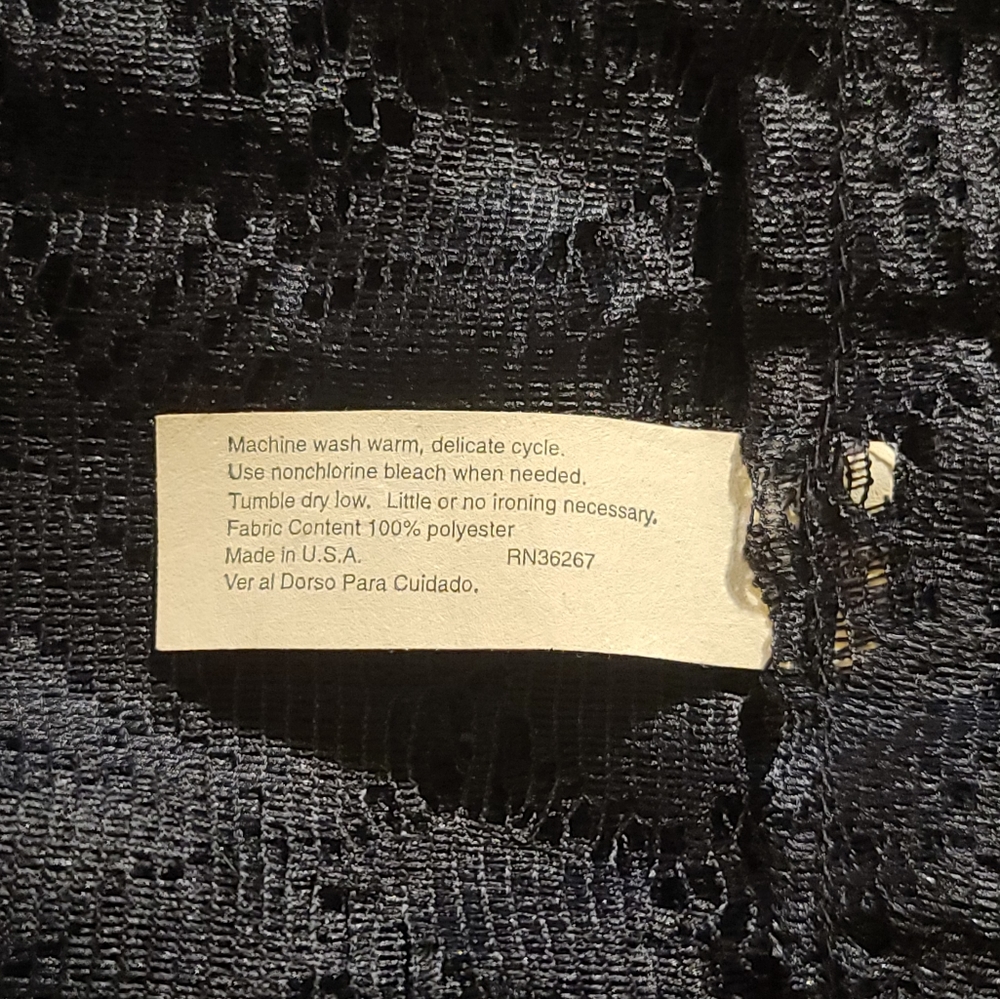 Machine wash warm, delicate cycle.
Use nonchlorine bleach when needed.
Tumble dry low. Little or no ironing necessary.
Fabric Content 100% polyester
Made in U.S.A. RN36267
Ver al Dorso Para Cuidado.